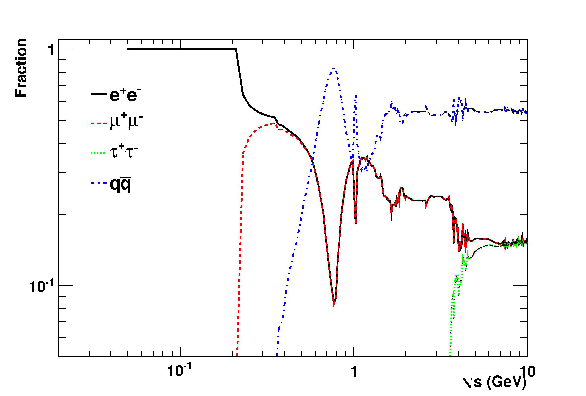 Fraction
1
10⁻¹
e⁺e⁻
μ⁺μ⁻
τ⁺τ⁻
qq̅
10⁻¹
1
10
√s (GeV)